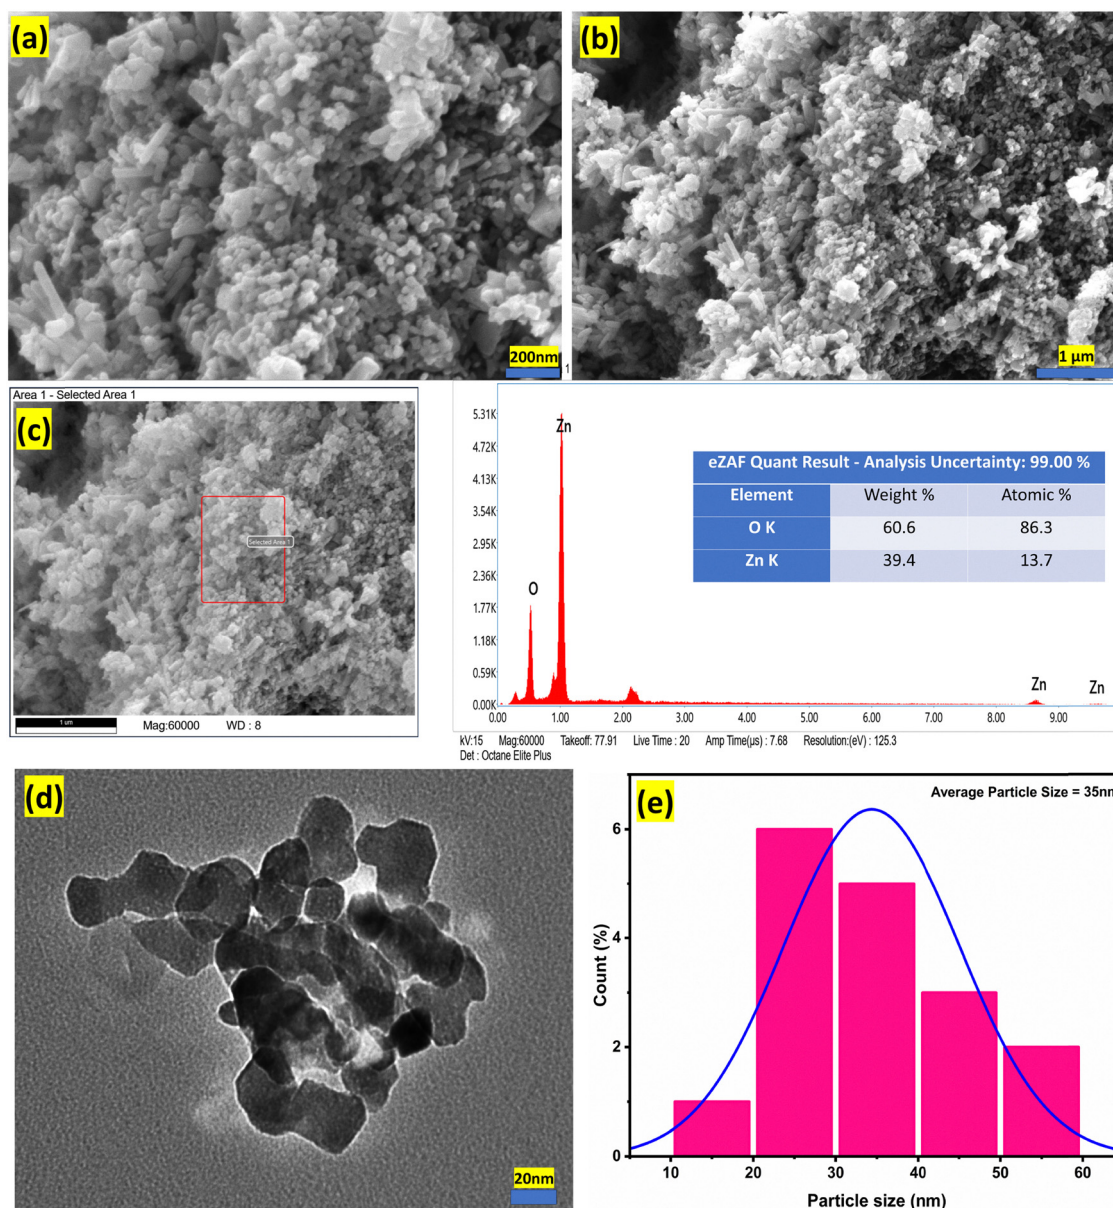 (a)
200nm
1
(b)
1 µm
Area 1 - Selected Area 1
(c)
Selected Area 1
1 um
Mag:60000 WD : 8
5.31K
4.72K
4.13K
3.54K
2.95K
2.36K
1.77K
1.18K
0.59K
0.00K
O
Zn
Zn
Zn
0.00 1.00 2.00 3.00 4.00 5.00 6.00 7.00 8.00 9.00
eZAF Quant Result - Analysis Uncertainty: 99.00 %
Element Weight % Atomic %
O K 60.6 86.3
Zn K 39.4 13.7
kV:15 Mag:60000 Takeoff: 77.91 Live Time : 20 Amp Time(µs) : 7.68 Resolution:(eV) : 125.3
Det : Octane Elite Plus
(d)
20nm
(e)
Average Particle Size = 35nm
Count (%)
6
4
2
0
10 20 30 40 50 60
Particle size (nm)